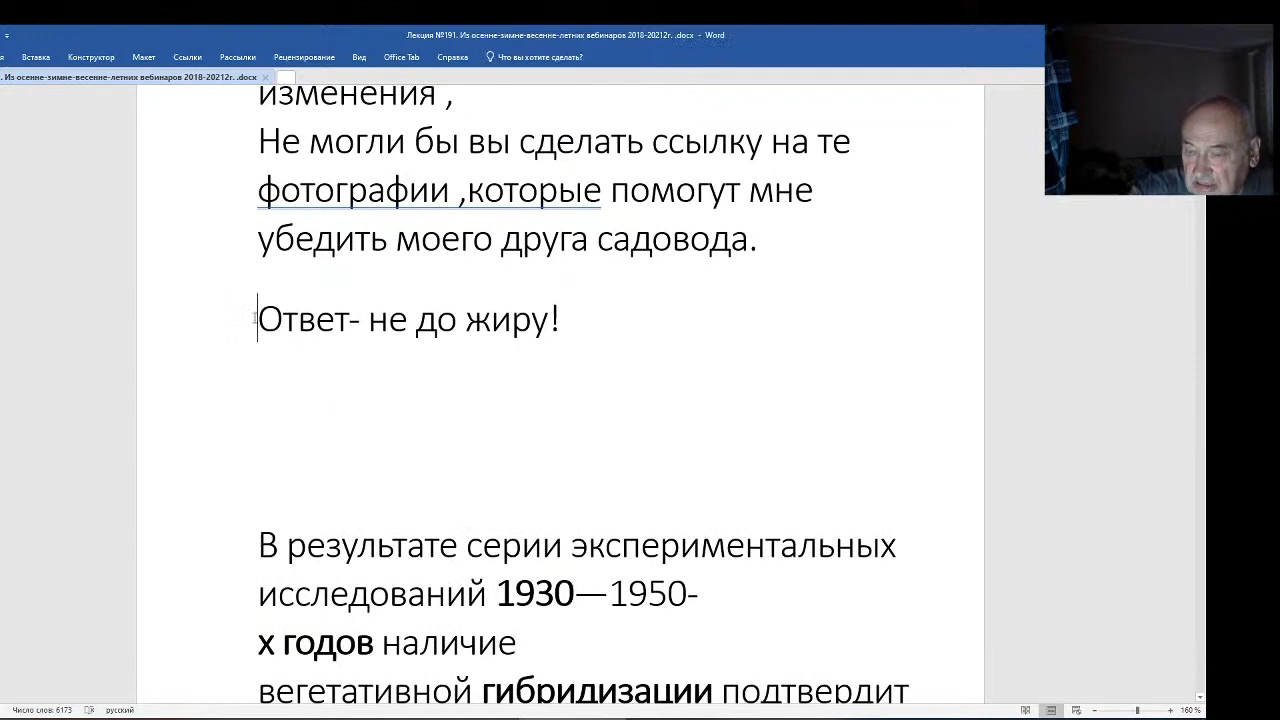 Лекция №191. Из осенне-зимне-весенне-летних вебинаров 2018-20212г. .docx - Word
Вставка Конструктор Макет Ссылки Рассылки Рецензирование Вид Office Tab Справка Что вы хотите сделать?
. Из осенне-зимне-весенне-летних вебинаров 2018-20212г. .docx
изменения ,
Не могли бы вы сделать ссылку на те
фотографии ,которые помогут мне
убедить моего друга садовода.
Ответ- не до жиру!
В результате серии экспериментальных
исследований 1930—1950-
х годов наличие
вегетативной гибридизации подтвердит
Число слов: 6173 русский 160 %